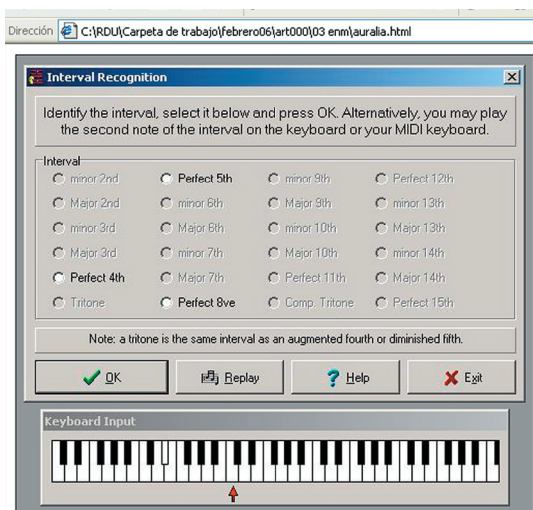 Dirección C:\RDU\Carpeta de trabajo\febrero06\art000\03 enm\auralia.html
Interval Recognition
Identify the interval, select it below and press OK. Alternatively, you may play
the second note of the interval on the keyboard or your MIDI keyboard.
Interval
minor 2nd Perfect 5th minor 9th Perfect 12th
Major 2nd minor 6th Major 9th minor 13th
minor 3rd Major 6th minor 10th Major 13th
Major 3rd minor 7th Major 10th minor 14th
Perfect 4th Major 7th Perfect 11th Major 14th
Tritone Perfect 8ve Comp. Tritone Perfect 15th
Note: a tritone is the same interval as an augmented fourth or diminished fifth.
OK Replay Help Exit
Keyboard Input